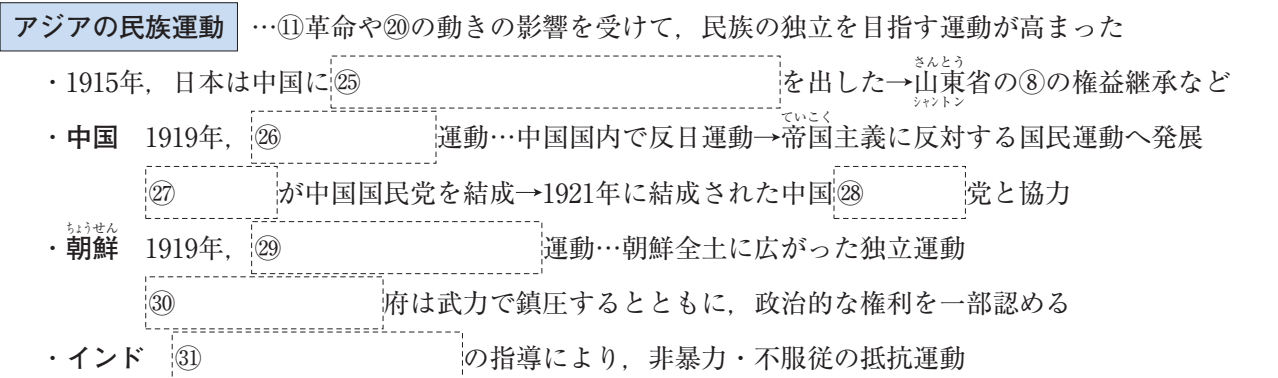 アジアの民族運動 …⑪革命や⑳の動きの影響を受けて，民族の独立を目指す運動が高まった
・1915年，日本は中国に㉕ を出した→山東省の⑧の権益継承など
さんとう
シャントン
・中国 1919年，㉖ 運動…中国国内で反日運動→帝国主義に反対する国民運動へ発展
ていこく
㉗ が中国国民党を結成→1921年に結成された中国㉘ 党と協力
・朝鮮 1919年，㉙ 運動…朝鮮全土に広がった独立運動
ちょうせん
㉚ 府は武力で鎮圧するとともに，政治的な権利を一部認める
・インド ㉛ の指導により，非暴力・不服従の抵抗運動